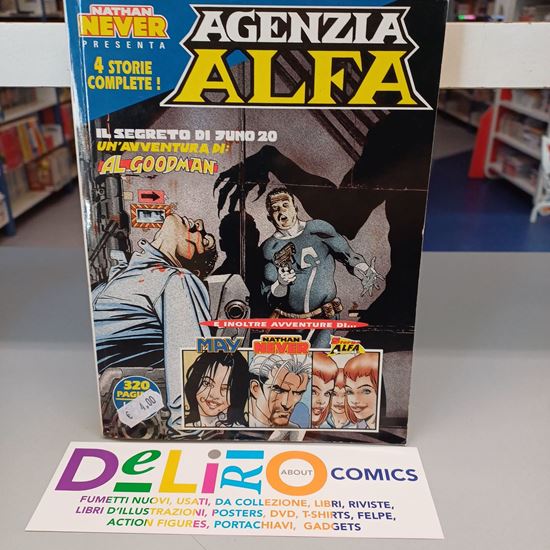 NATHAN
NEVER
PRESENTA
4 STORIE
COMPLETE !
AGENZIA
ALFA
IL SEGRETO DI JUNO 20
UN'AVVENTURA DI:
AL GOODMAN
E INOLTRE AVVENTURE DI...
MAY
NATHAN
NEVER
ALFA
320
€ 4,00
DeLiRiO ABOUT COMICS
FUMETTI NUOVI, USATI, DA COLLEZIONE, LIBRI, RIVISTE,
LIBRI D'ILLUSTRAZIONI, POSTERS, DVD, T-SHIRTS, FELPE,
ACTION FIGURES, PORTACHIAVI, GADGETS